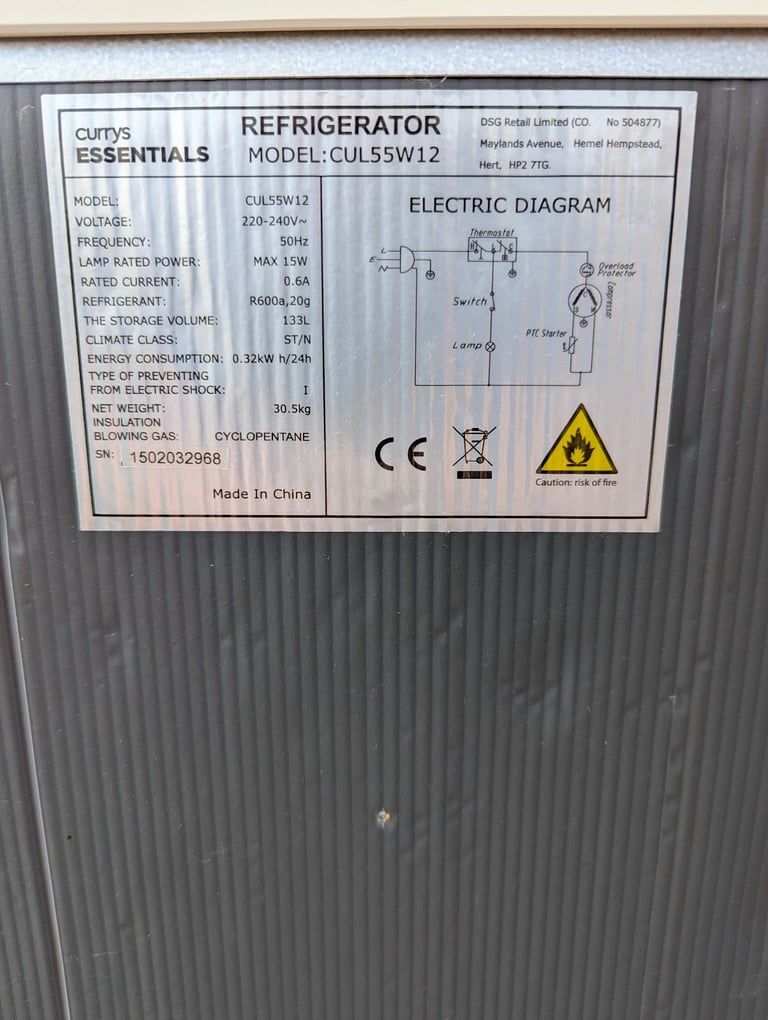 currys
ESSENTIALS
REFRIGERATOR
MODEL:CUL55W12
DSG Retail Limited (CO. No 504877)
Maylands Avenue, Hemel Hempstead,
Hert, HP2 7TG.
MODEL: CUL55W12
VOLTAGE: 220-240V~
FREQUENCY: 50Hz
LAMP RATED POWER: MAX 15W
RATED CURRENT: 0.6A
REFRIGERANT: R600a,20g
THE STORAGE VOLUME: 133L
CLIMATE CLASS: ST/N
ENERGY CONSUMPTION: 0.32kW h/24h
TYPE OF PREVENTING
FROM ELECTRIC SHOCK: I
NET WEIGHT: 30.5kg
INSULATION
BLOWING GAS: CYCLOPENTANE
SN: 1502032968
Made In China
ELECTRIC DIAGRAM
Thermostat
L
E
N
Overload
Protector
Compressor
Switch
PTC Starter
Lamp
CE
Caution: risk of fire